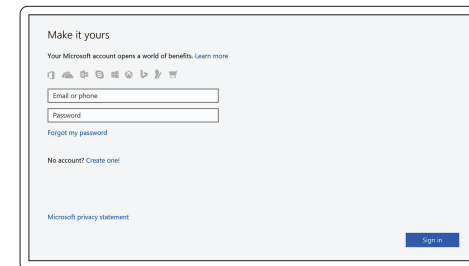 Make it yours
Your Microsoft account opens a world of benefits. Learn more
Email or phone
Password
Forgot my password
No account? Create one!
Microsoft privacy statement
Sign in